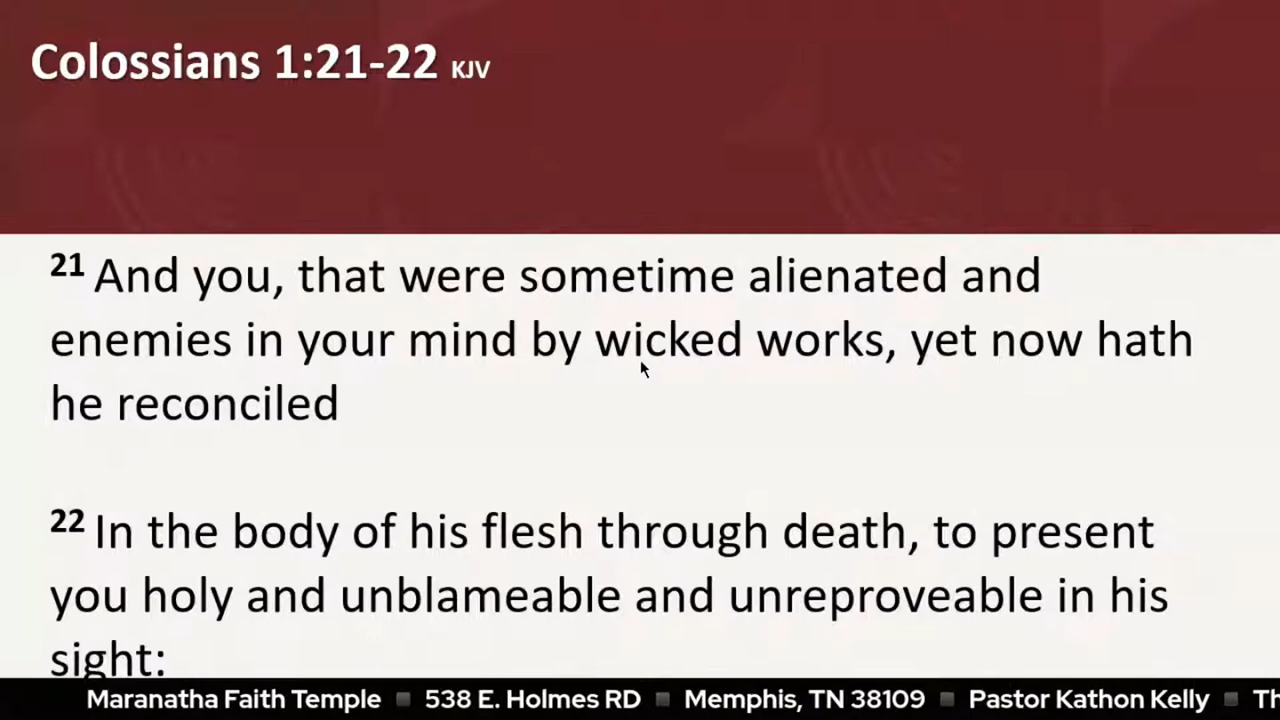 Colossians 1:21-22 KJV
21 And you, that were sometime alienated and
enemies in your mind by wicked works, yet now hath
he reconciled
22 In the body of his flesh through death, to present
you holy and unblameable and unreproveable in his
sight:
Maranatha Faith Temple ▪ 538 E. Holmes RD ▪ Memphis, TN 38109 ▪ Pastor Kathon Kelly ▪